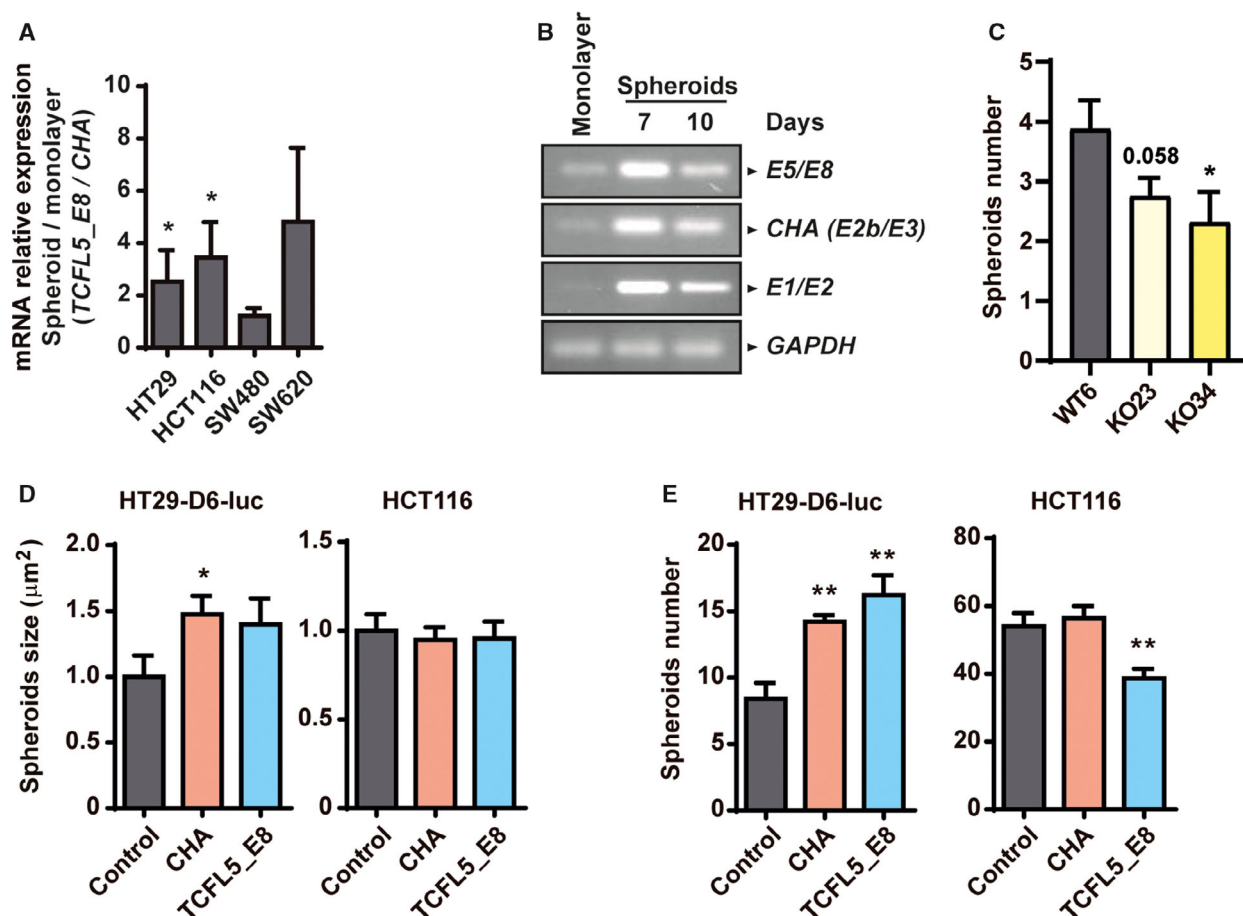 A
mRNA relative expression
Spheroid / monolayer
(TCFL5_E8 / CHA)
10
8
6
4
2
0
*
*
HT29
HCT116
SW480
SW620
B
Monolayer
Spheroids
7 10 Days
E5/E8
CHA (E2b/E3)
E1/E2
GAPDH
C
Spheroids number
5
4
3
2
1
0
0.058
*
WT6
KO23
KO34
D
HT29-D6-luc
Spheroids size (μm²)
2.0
1.5
1.0
0.5
0
*
Control
CHA
TCFL5_E8
HCT116
1.5
1.0
0.5
0
Control
CHA
TCFL5_E8
E
HT29-D6-luc
Spheroids number
20
15
10
5
0
**
**
Control
CHA
TCFL5_E8
HCT116
80
60
40
20
0
**
Control
CHA
TCFL5_E8